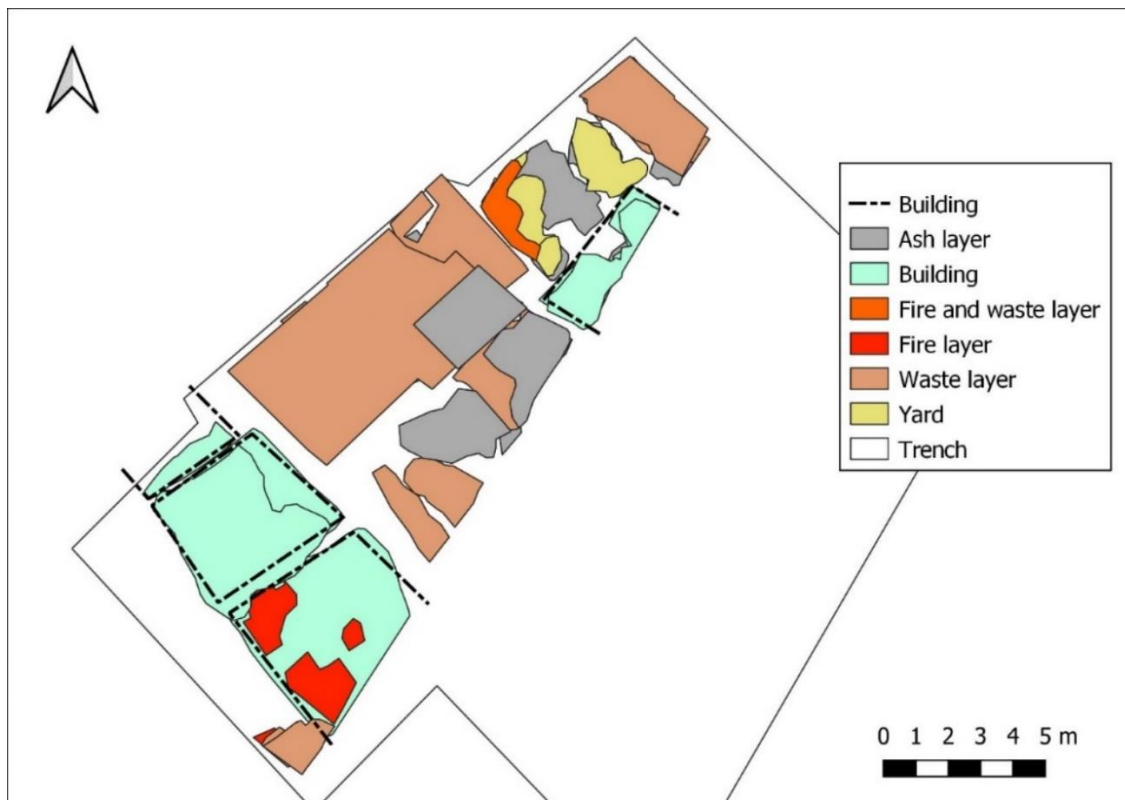 Building
Ash layer
Building
Fire and waste layer
Fire layer
Waste layer
Yard
Trench
0 1 2 3 4 5 m